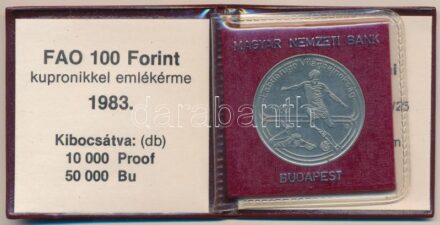 FAO 100 Forint
kupronikkel emlékérme
1983.
Kibocsátva: (db)
10 000 Proof
50 000 Bu
MAGYAR NEMZETI BANK
BUDAPEST
darabanth